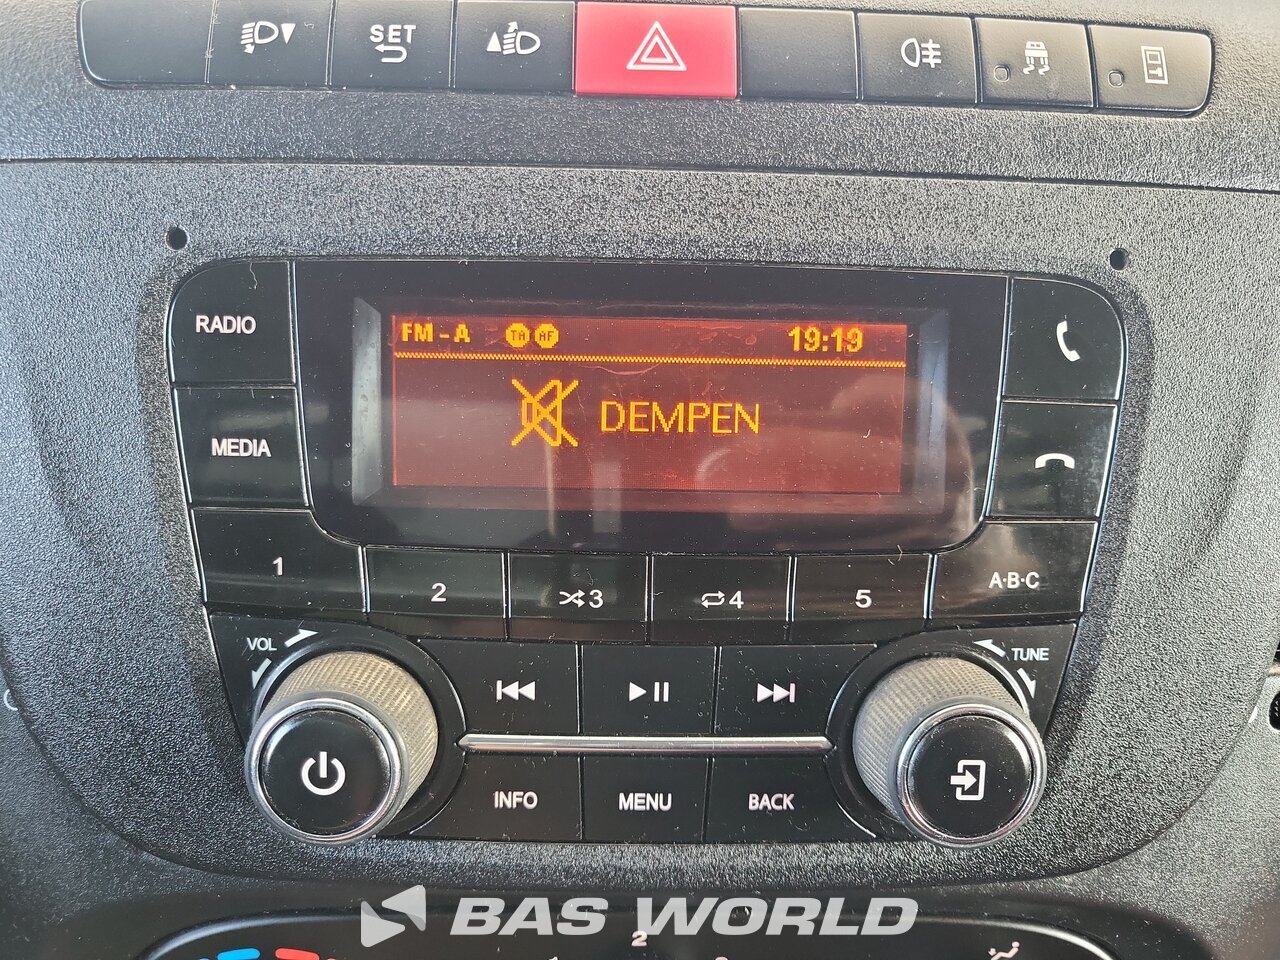 SET
RADIO
FM-A TA AF 19:19
MEDIA
DEMPEN
1
2
3
4
5
A·B·C
VOL
TUNE
INFO
MENU
BACK
BAS WORLD
2